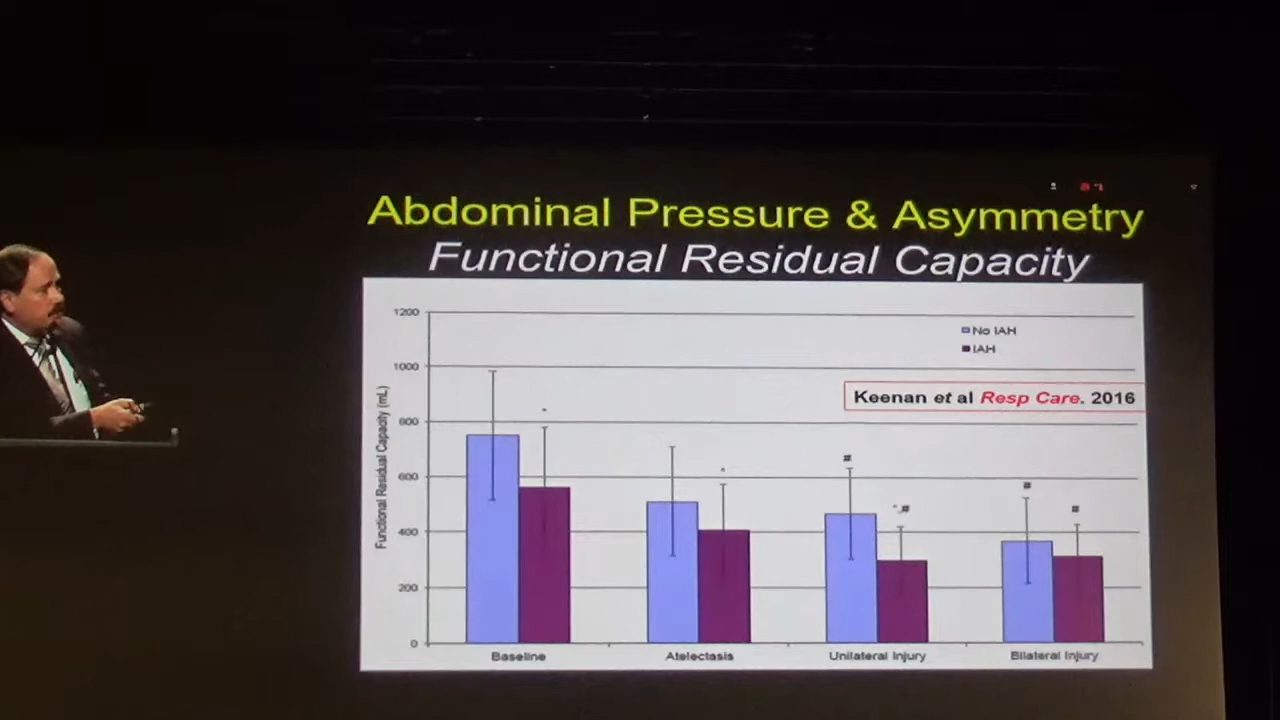 Abdominal Pressure & Asymmetry
Functional Residual Capacity
1200
1000
800
600
400
200
0
Functional Residual Capacity (mL)
No IAH
IAH
Keenan et al Resp Care. 2016
*
*
#
*,#
#
#
Baseline
Atelectasis
Unilateral Injury
Bilateral Injury